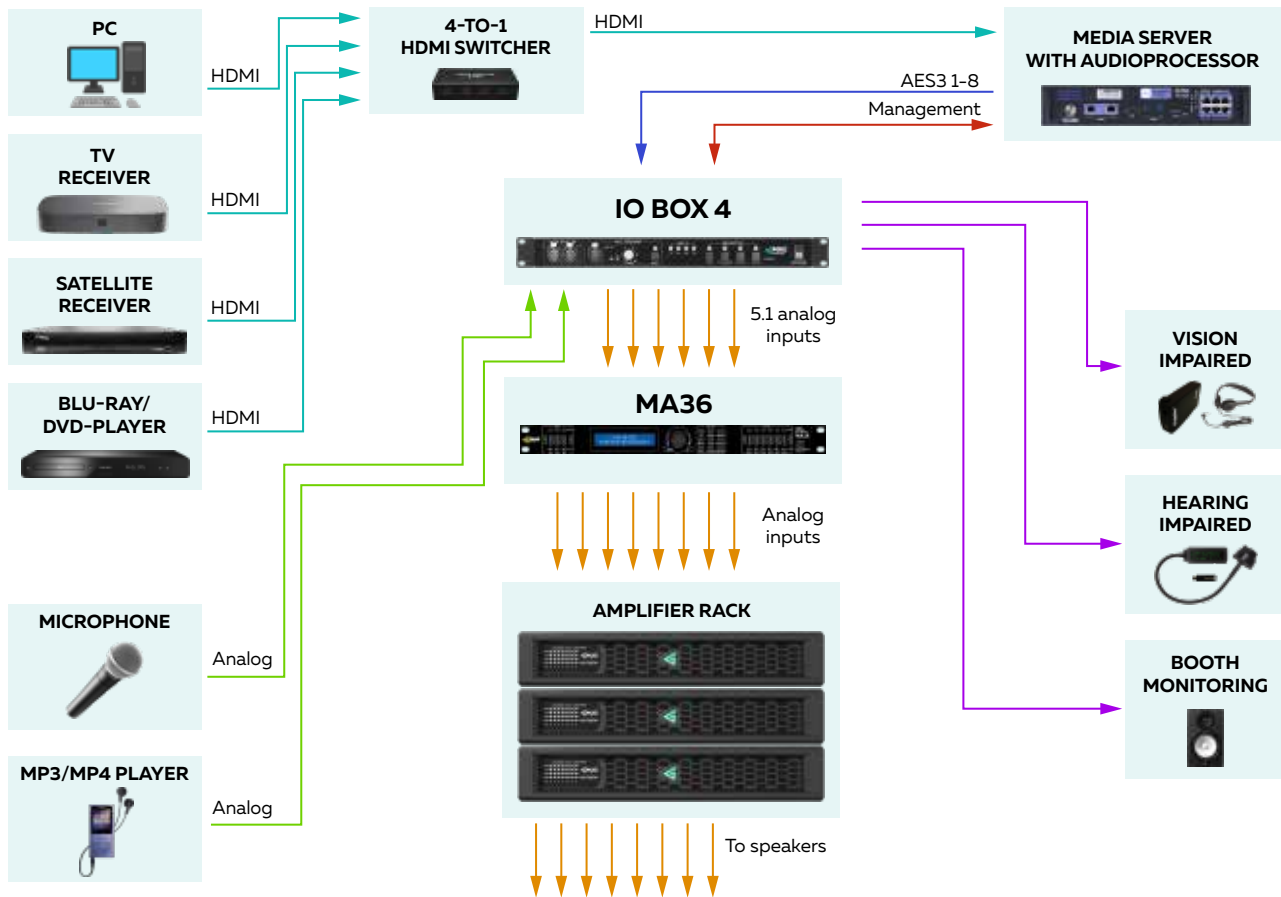 PC
HDMI
4-TO-1
HDMI SWITCHER
HDMI
MEDIA SERVER
WITH AUDIOPROCESSOR
AES3 1-8
Management
TV
RECEIVER
HDMI
IO BOX 4
SATELLITE
RECEIVER
HDMI
5.1 analog
inputs
VISION
IMPAIRED
BLU-RAY/
DVD-PLAYER
HDMI
MA36
HEARING
IMPAIRED
Analog
inputs
MICROPHONE
Analog
AMPLIFIER RACK
BOOTH
MONITORING
MP3/MP4 PLAYER
Analog
To speakers